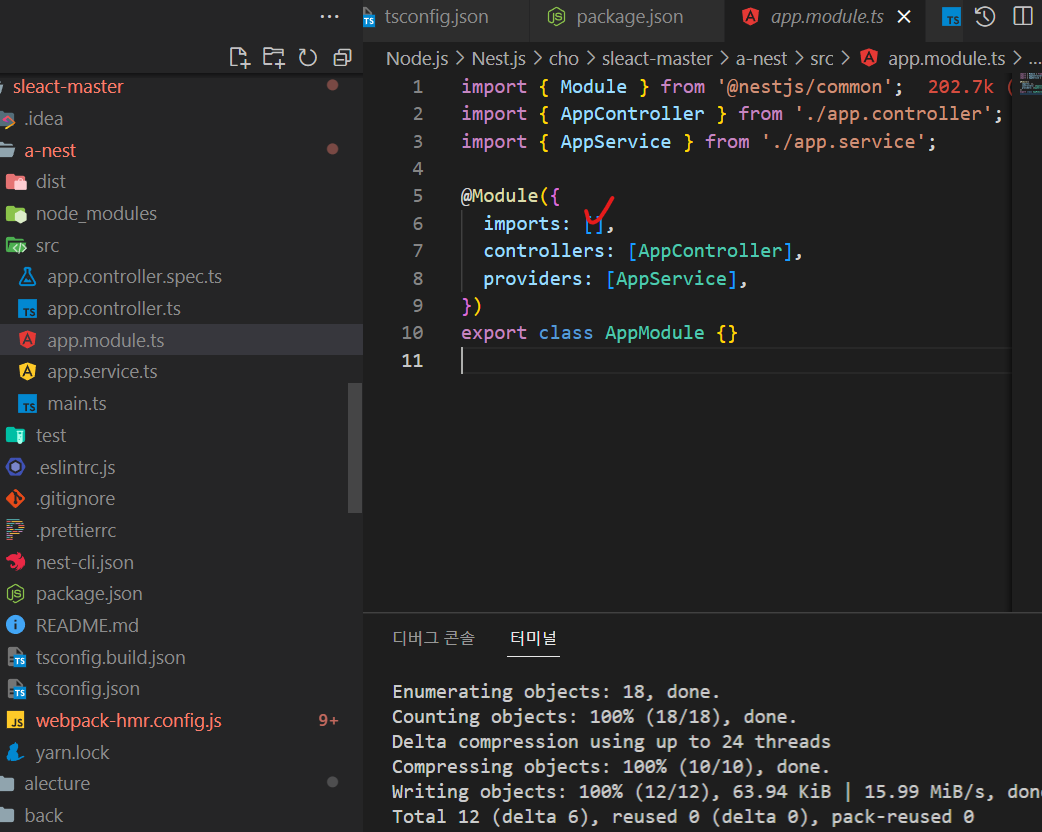 ...
tsconfig.json
package.json
app.module.ts
sleact-master
.idea
a-nest
dist
node_modules
src
app.controller.spec.ts
app.controller.ts
app.module.ts
app.service.ts
main.ts
test
.eslintrc.js
.gitignore
.prettierrc
nest-cli.json
package.json
README.md
tsconfig.build.json
tsconfig.json
webpack-hmr.config.js 9+
yarn.lock
alecture
back
Node.js > Nest.js > cho > sleact-master > a-nest > src > app.module.ts > ...
1 import { Module } from '@nestjs/common'; 202.7k (
2 import { AppController } from './app.controller';
3 import { AppService } from './app.service';
4
5 @Module({
6 imports: [],
7 controllers: [AppController],
8 providers: [AppService],
9 })
10 export class AppModule {}
11
디버그 콘솔 터미널
Enumerating objects: 18, done.
Counting objects: 100% (18/18), done.
Delta compression using up to 24 threads
Compressing objects: 100% (10/10), done.
Writing objects: 100% (12/12), 63.94 KiB | 15.99 MiB/s, don
Total 12 (delta 6), reused 0 (delta 0), pack-reused 0